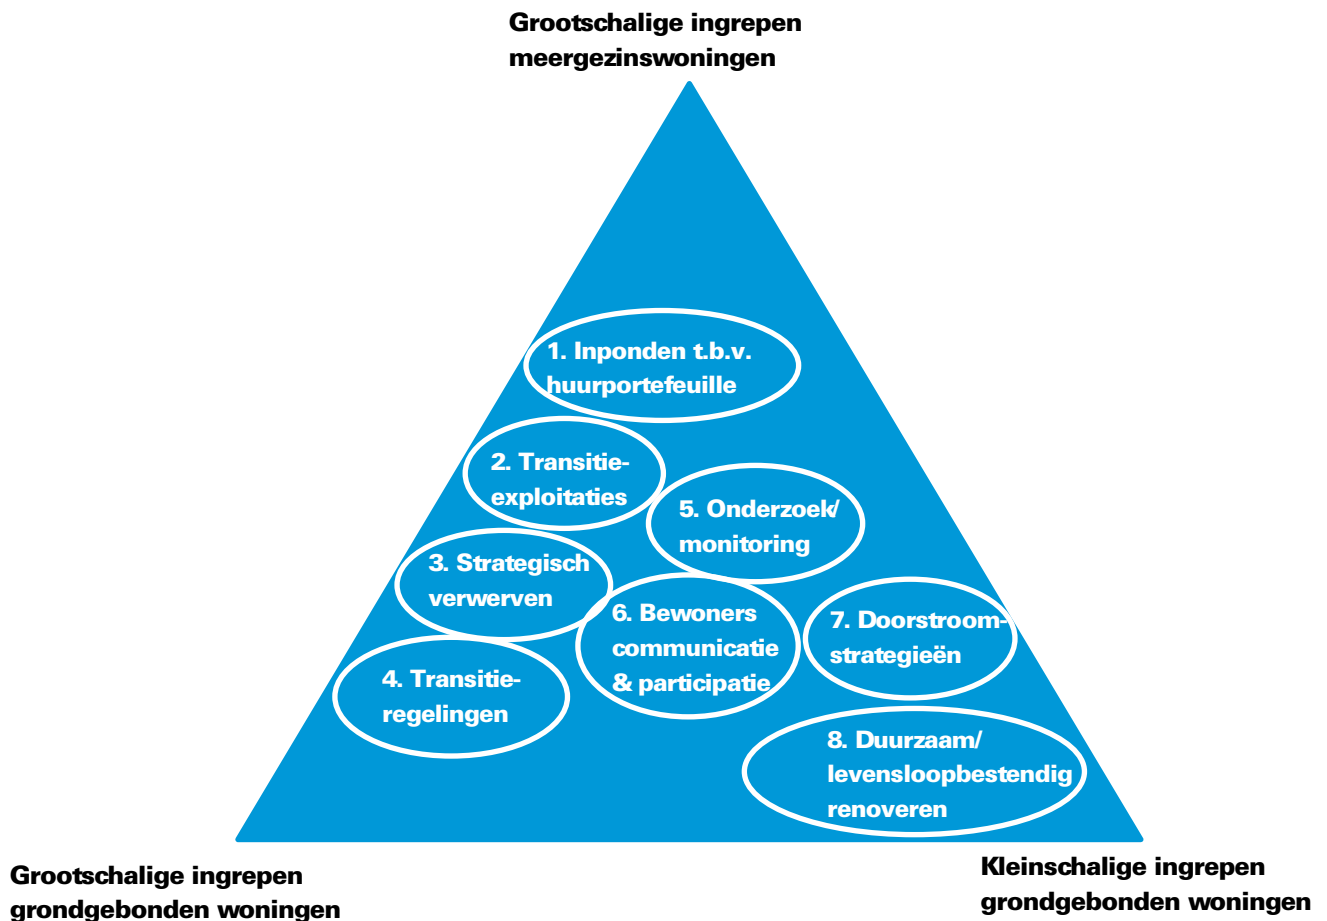 Grootschalige ingrepen
meergezinswoningen
1. Inponden t.b.v.
huurportefeuille
2. Transitie-
exploitaties
5. Onderzoek/
monitoring
3. Strategisch
verwerven
6. Bewoners
communicatie
& participatie
7. Doorstroom-
strategieën
4. Transitie-
regelingen
8. Duurzaam/
levensloopbestendig
renoveren
Grootschalige ingrepen
grondgebonden woningen
Kleinschalige ingrepen
grondgebonden woningen